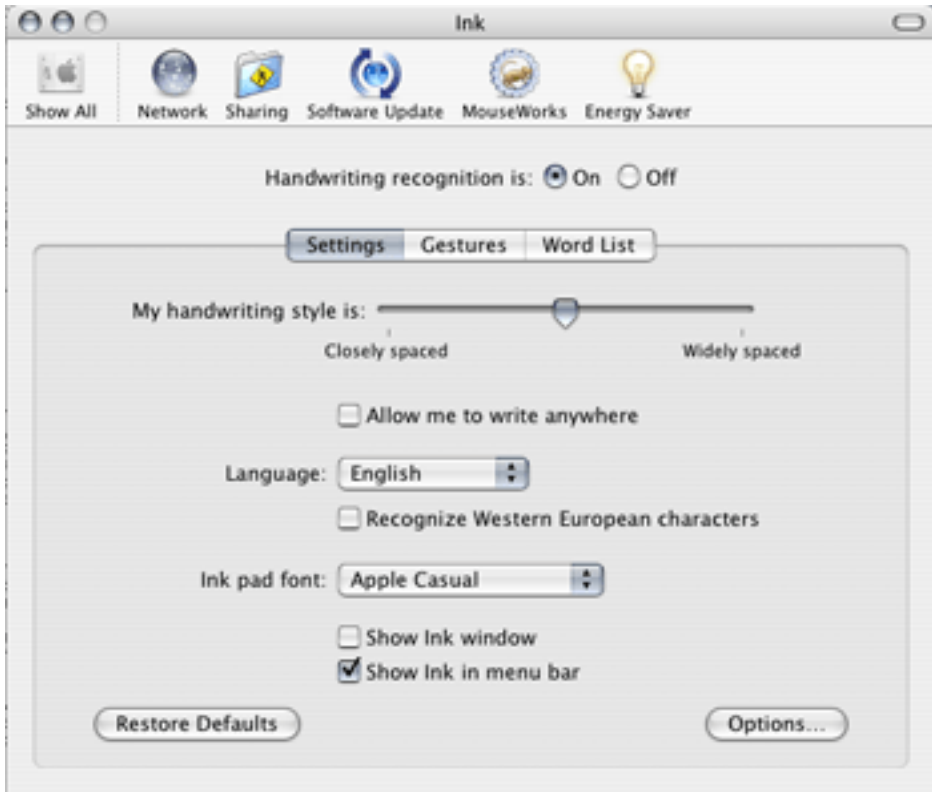 Ink
Show All Network Sharing Software Update MouseWorks Energy Saver
Handwriting recognition is: On Off
Settings Gestures Word List
My handwriting style is:
Closely spaced Widely spaced
Allow me to write anywhere
Language: English
Recognize Western European characters
Ink pad font: Apple Casual
Show Ink window
Show Ink in menu bar
Restore Defaults Options...